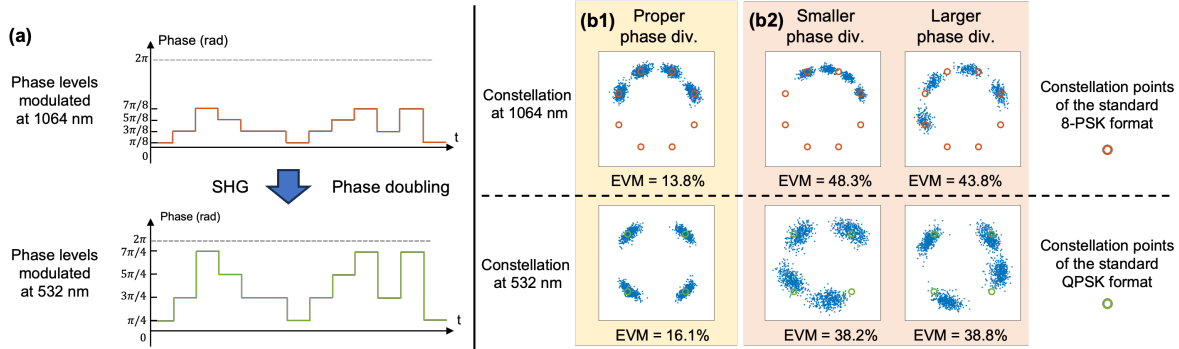 (a)
Phase (rad)
2π
Phase levels
modulated
at 1064 nm
7π/8
5π/8
3π/8
π/8
0
t
SHG
Phase doubling
Phase (rad)
2π
Phase levels
modulated
at 532 nm
7π/4
5π/4
3π/4
π/4
0
t
(b1)
Proper
phase div.
(b2)
Smaller
phase div.
Larger
phase div.
Constellation
at 1064 nm
EVM = 13.8%
EVM = 48.3%
EVM = 43.8%
Constellation points
of the standard
8-PSK format
Constellation
at 532 nm
EVM = 16.1%
EVM = 38.2%
EVM = 38.8%
Constellation points
of the standard
QPSK format